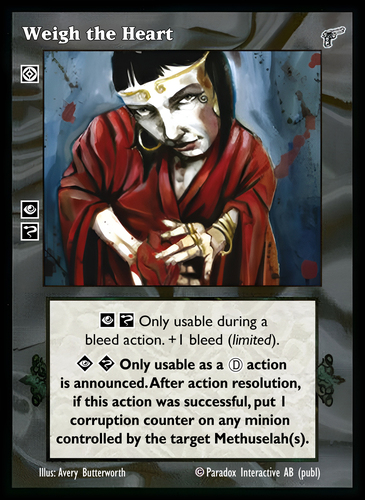 Weigh the Heart
Only usable during a
bleed action. +1 bleed (limited).
Only usable as a Ⓓ action
is announced. After action resolution,
if this action was successful, put 1
corruption counter on any minion
controlled by the target Methuselah(s).
Illus: Avery Butterworth © Paradox Interactive AB (publ)